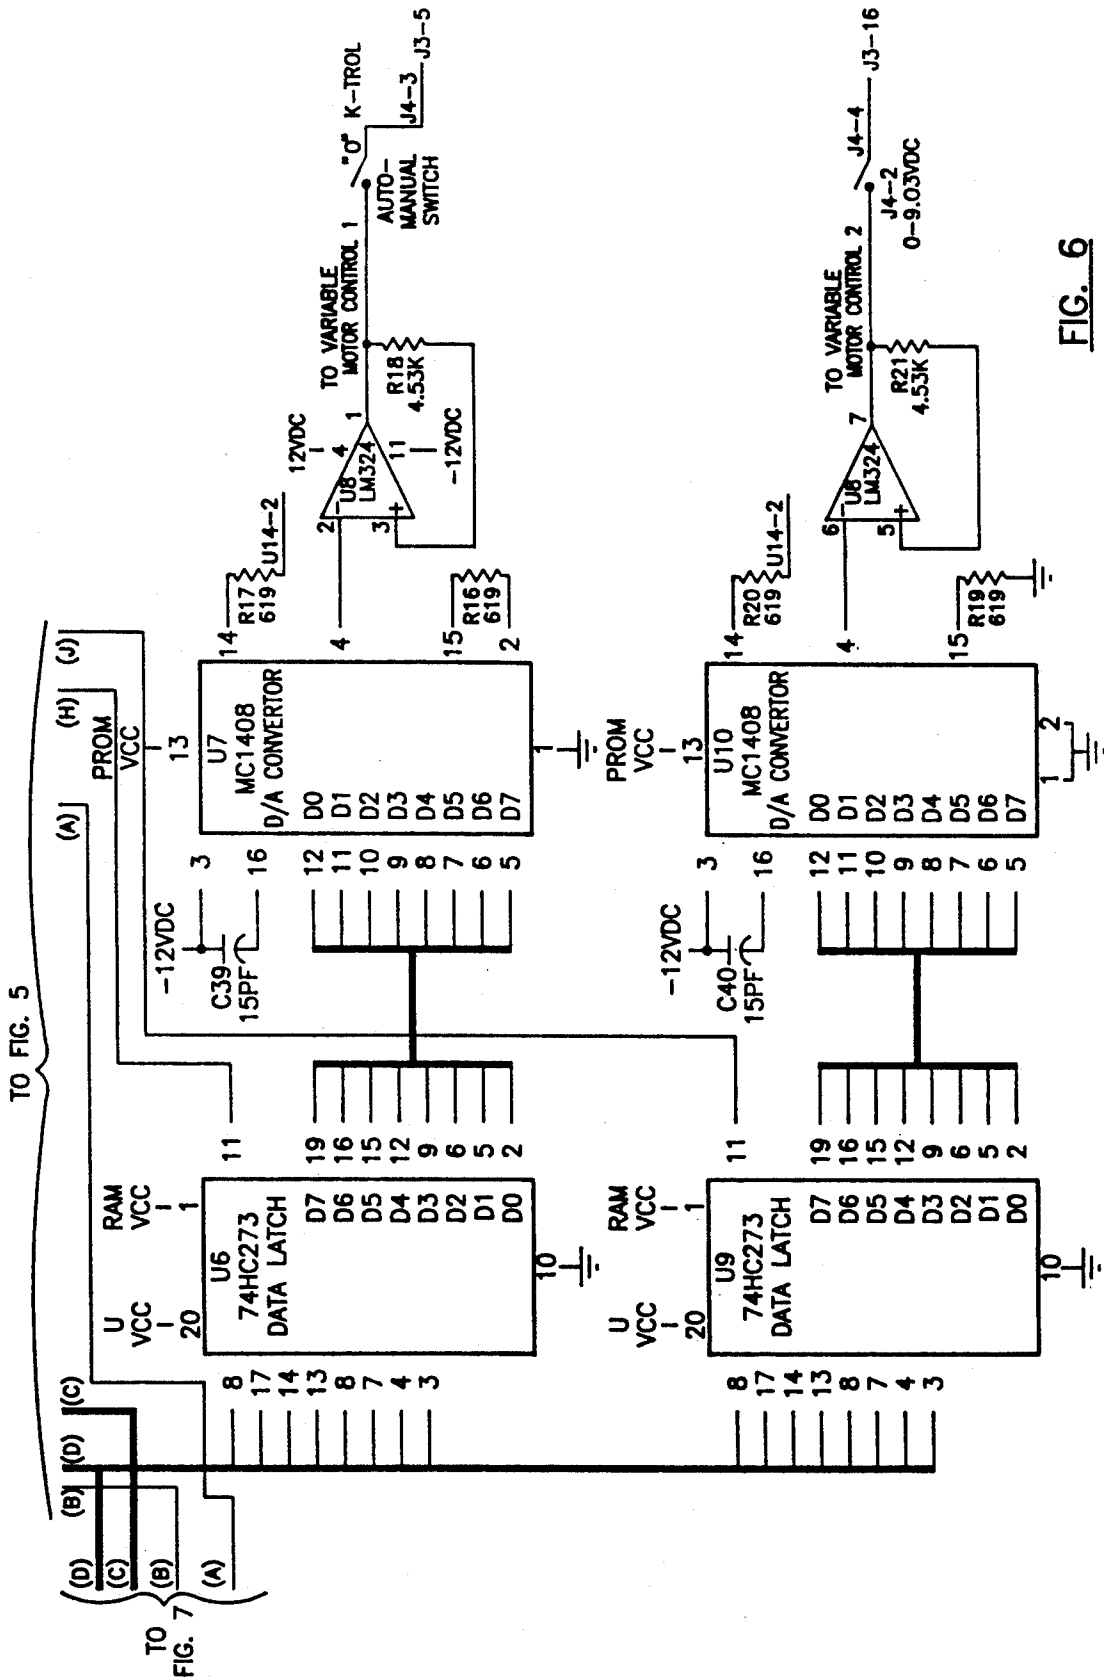 TO FIG. 5
TO
FIG. 7
(D)
(C)
(B)
(A)
(B)
(D)
(C)
(A)
(H)
(J)
U
VCC
20
RAM
VCC
1
U6
74HC273
DATA LATCH
8
17
14
13
8
7
4
3
D7
D6
D5
D4
D3
D2
D1
D0
10
11
19
16
15
12
9
6
5
2
-12VDC
C39
15PF
3
16
PROM
VCC
13
U7
MC1408
D/A CONVERTOR
12
11
10
9
8
7
6
5
D0
D1
D2
D3
D4
D5
D6
D7
1
14
R17
619
U14-2
4
15
R16
619
2
12VDC
4
2
3
-
+
U8
LM324
1
11
-12VDC
TO VARIABLE
MOTOR CONTROL 1
R18
4.53K
AUTO-
MANUAL
SWITCH
"O" K-TROL
J4-3
J3-5
U
VCC
20
RAM
VCC
1
U9
74HC273
DATA LATCH
8
17
14
13
8
7
4
3
D7
D6
D5
D4
D3
D2
D1
D0
10
11
19
16
15
12
9
6
5
2
-12VDC
C40
15PF
3
16
PROM
VCC
13
U10
MC1408
D/A CONVERTOR
12
11
10
9
8
7
6
5
D0
D1
D2
D3
D4
D5
D6
D7
1
2
14
R20
619
U14-2
4
15
R19
619
6
5
-
+
U8
LM324
7
TO VARIABLE
MOTOR CONTROL 2
R21
4.53K
J4-2
0-9.03VDC
J4-4
J3-16
FIG. 6